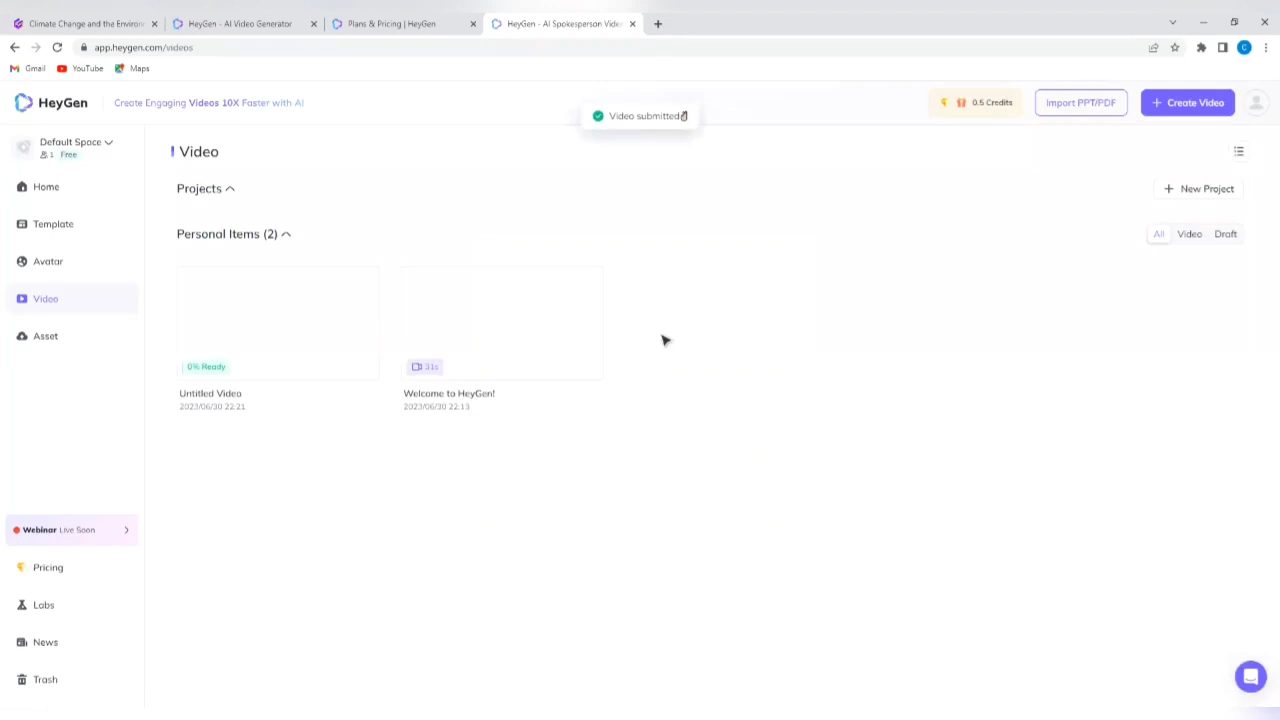 Climate Change and the Environ
HeyGen - AI Video Generator
Plans & Pricing | HeyGen
HeyGen - AI Spokesperson Vide
app.heygen.com/videos
C
Gmail
YouTube
Maps
HeyGen
Create Engaging Videos 10X Faster with AI
Video submitted
0.5 Credits
Import PPT/PDF
+ Create Video
Default Space
1 Free
Home
Template
Avatar
Video
Asset
Webinar Live Soon
Pricing
Labs
News
Trash
Video
Projects
+ New Project
Personal Items (2)
All Video Draft
0% Ready
Untitled Video
2023/06/30 22:21
31s
Welcome to HeyGen!
2023/06/30 22:13